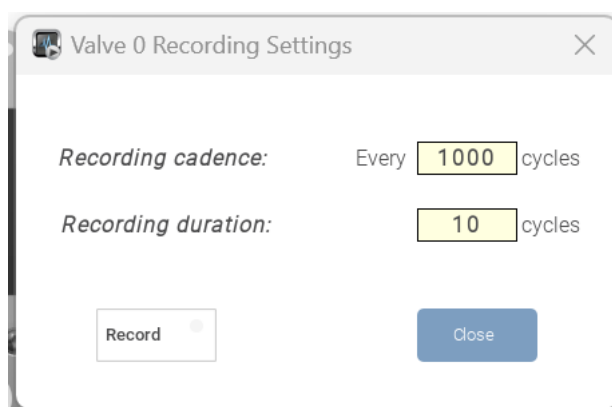 Valve 0 Recording Settings
Recording cadence: Every 1000 cycles
Recording duration: 10 cycles
Record Close